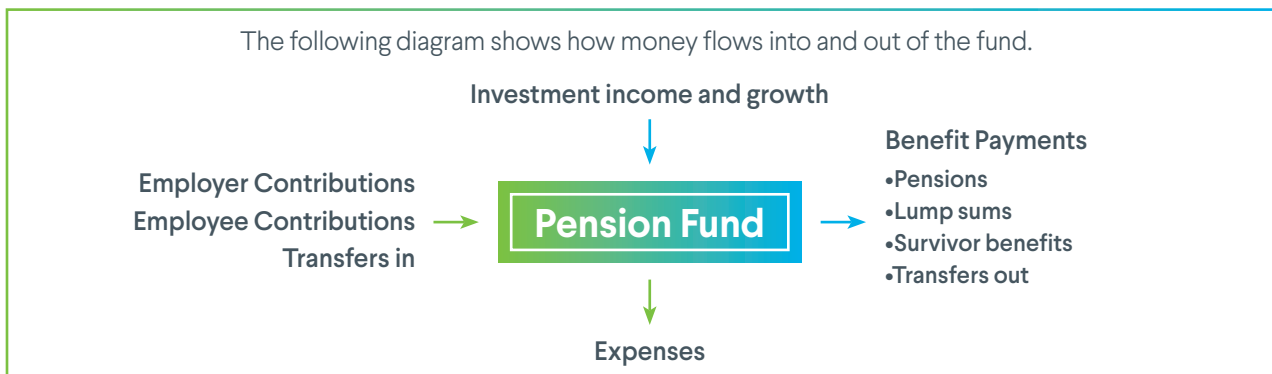 The following diagram shows how money flows into and out of the fund.
Investment income and growth
Employer Contributions
Employee Contributions
Transfers in
Pension Fund
Benefit Payments
•Pensions
•Lump sums
•Survivor benefits
•Transfers out
Expenses